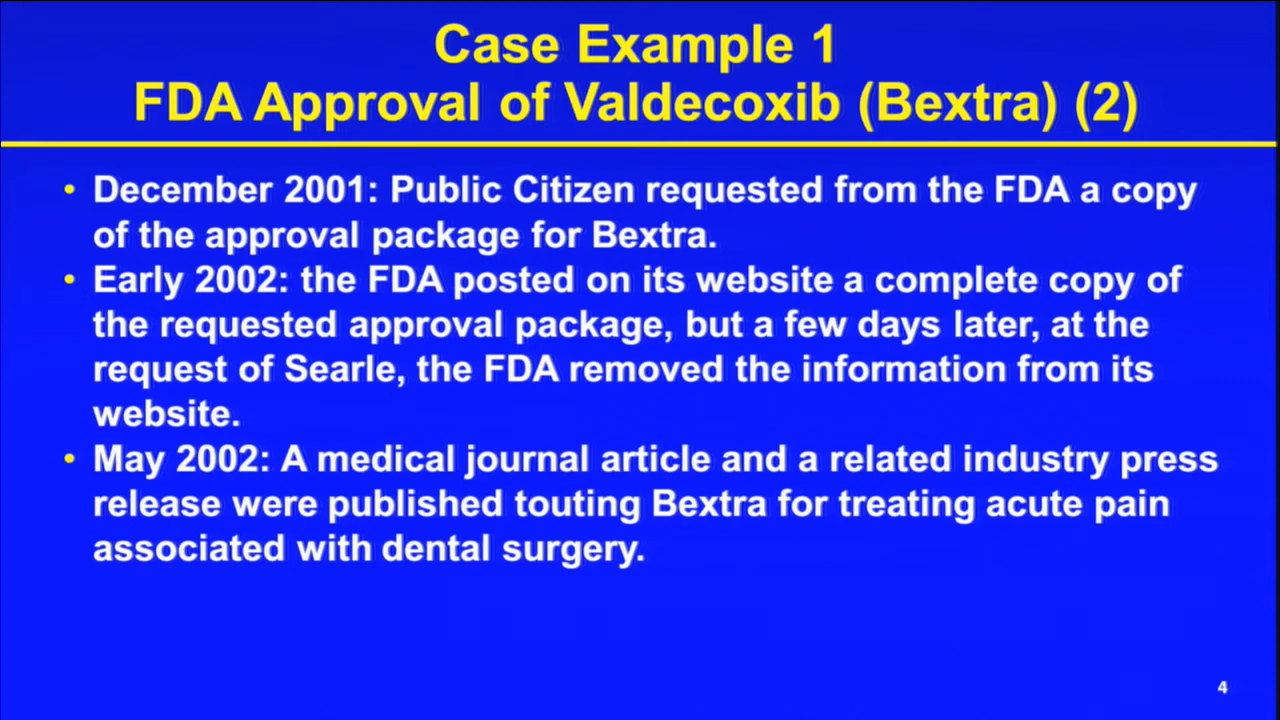 Case Example 1
FDA Approval of Valdecoxib (Bextra) (2)
• December 2001: Public Citizen requested from the FDA a copy
of the approval package for Bextra.
• Early 2002: the FDA posted on its website a complete copy of
the requested approval package, but a few days later, at the
request of Searle, the FDA removed the information from its
website.
• May 2002: A medical journal article and a related industry press
release were published touting Bextra for treating acute pain
associated with dental surgery.
4